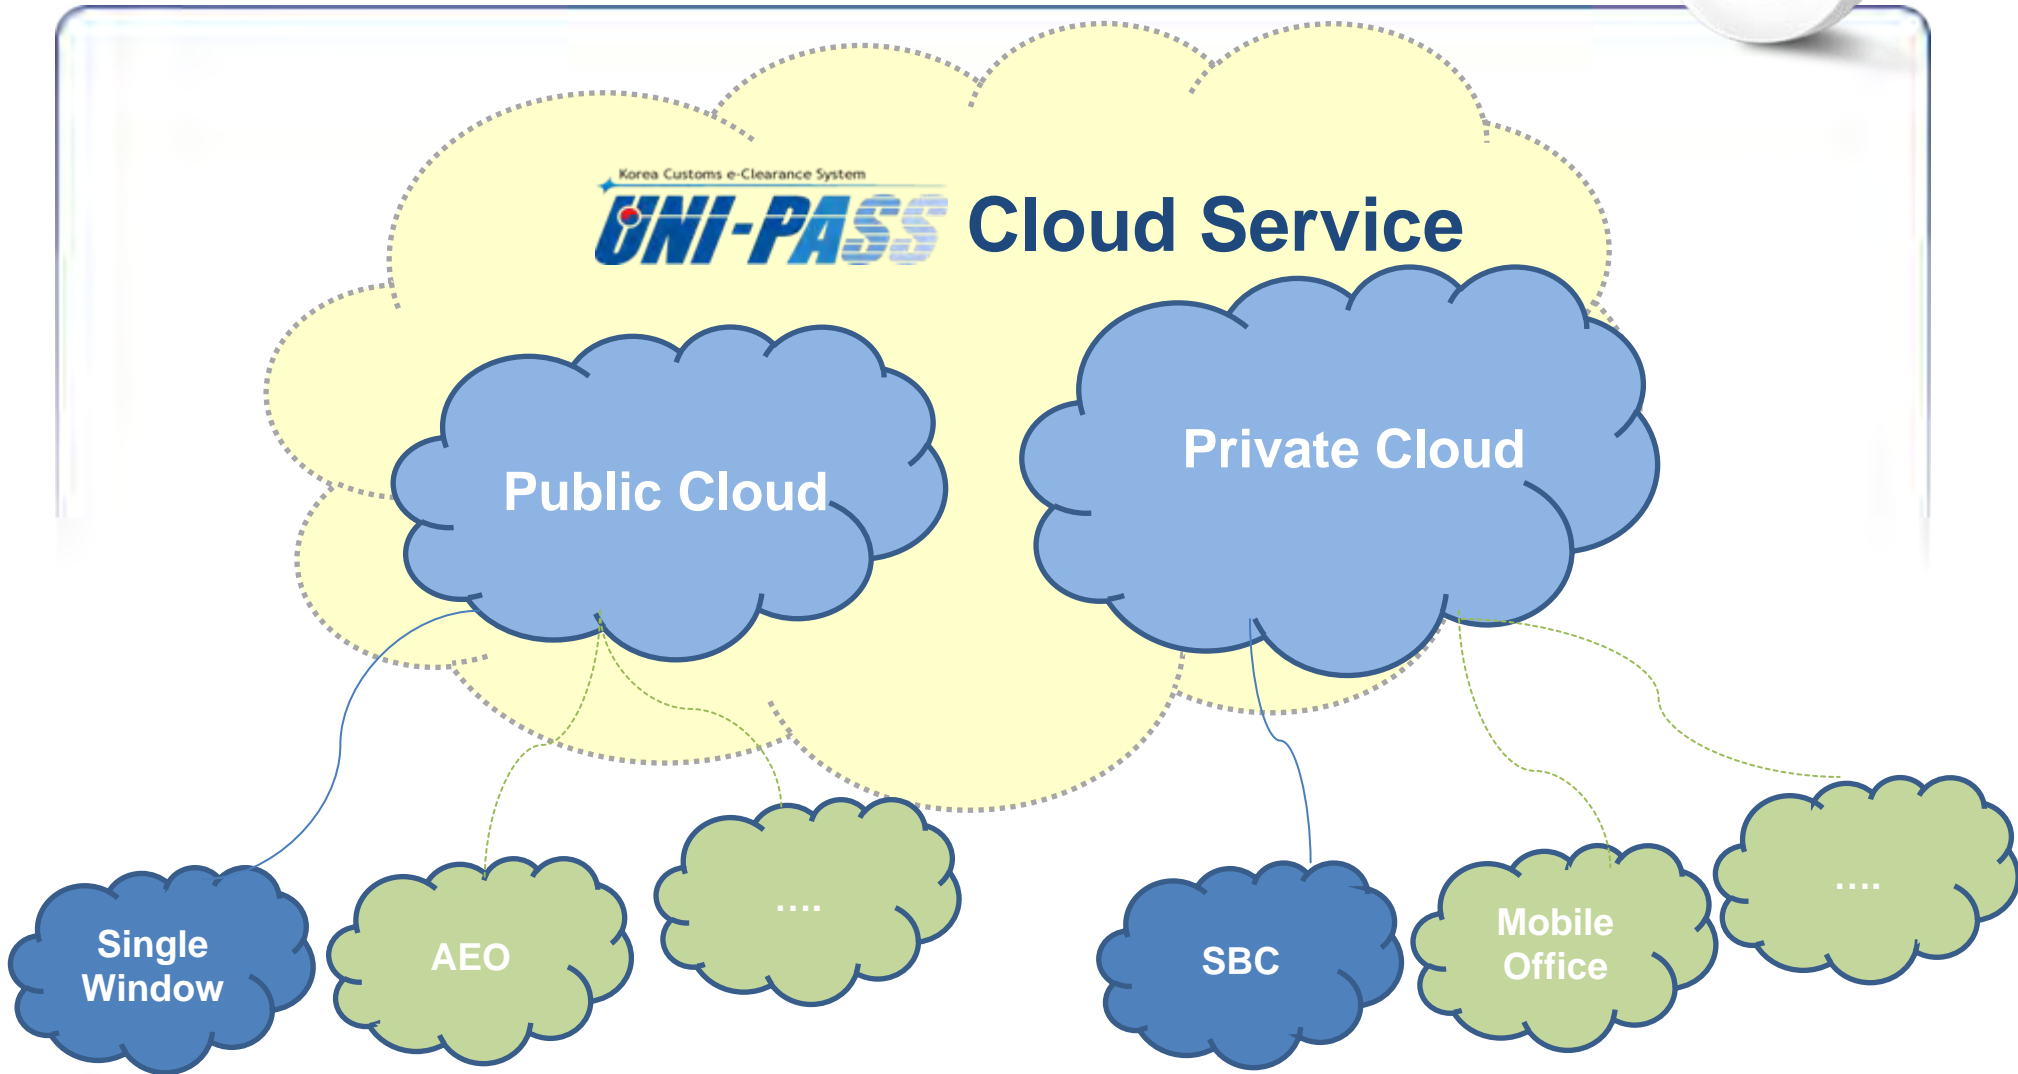 Korea Customs e-Clearance System
UNI-PASS Cloud Service
Public Cloud
Private Cloud
Single
Window
AEO
....
SBC
Mobile
Office
....